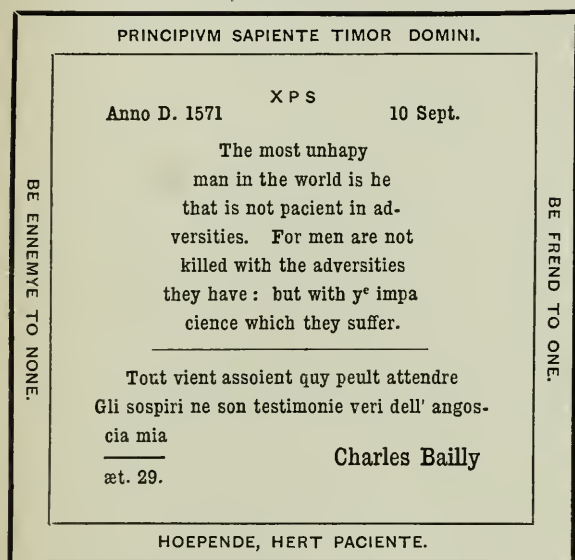 PRINCIPIVM SAPIENTE TIMOR DOMINI.
X P S
Anno D. 1571 10 Sept.
The most unhapy
man in the world is he
that is not pacient in ad-
versities. For men are not
killed with the adversities
they have : but with yᵉ impa
cience which they suffer.
Tout vient assoient quy peult attendre
Gli sospiri ne son testimonie veri dell' angos-
cia mia
æt. 29.
Charles Bailly
BE ENNEMYE TO NONE.
BE FREND TO ONE.
HOEPENDE, HERT PACIENTE.